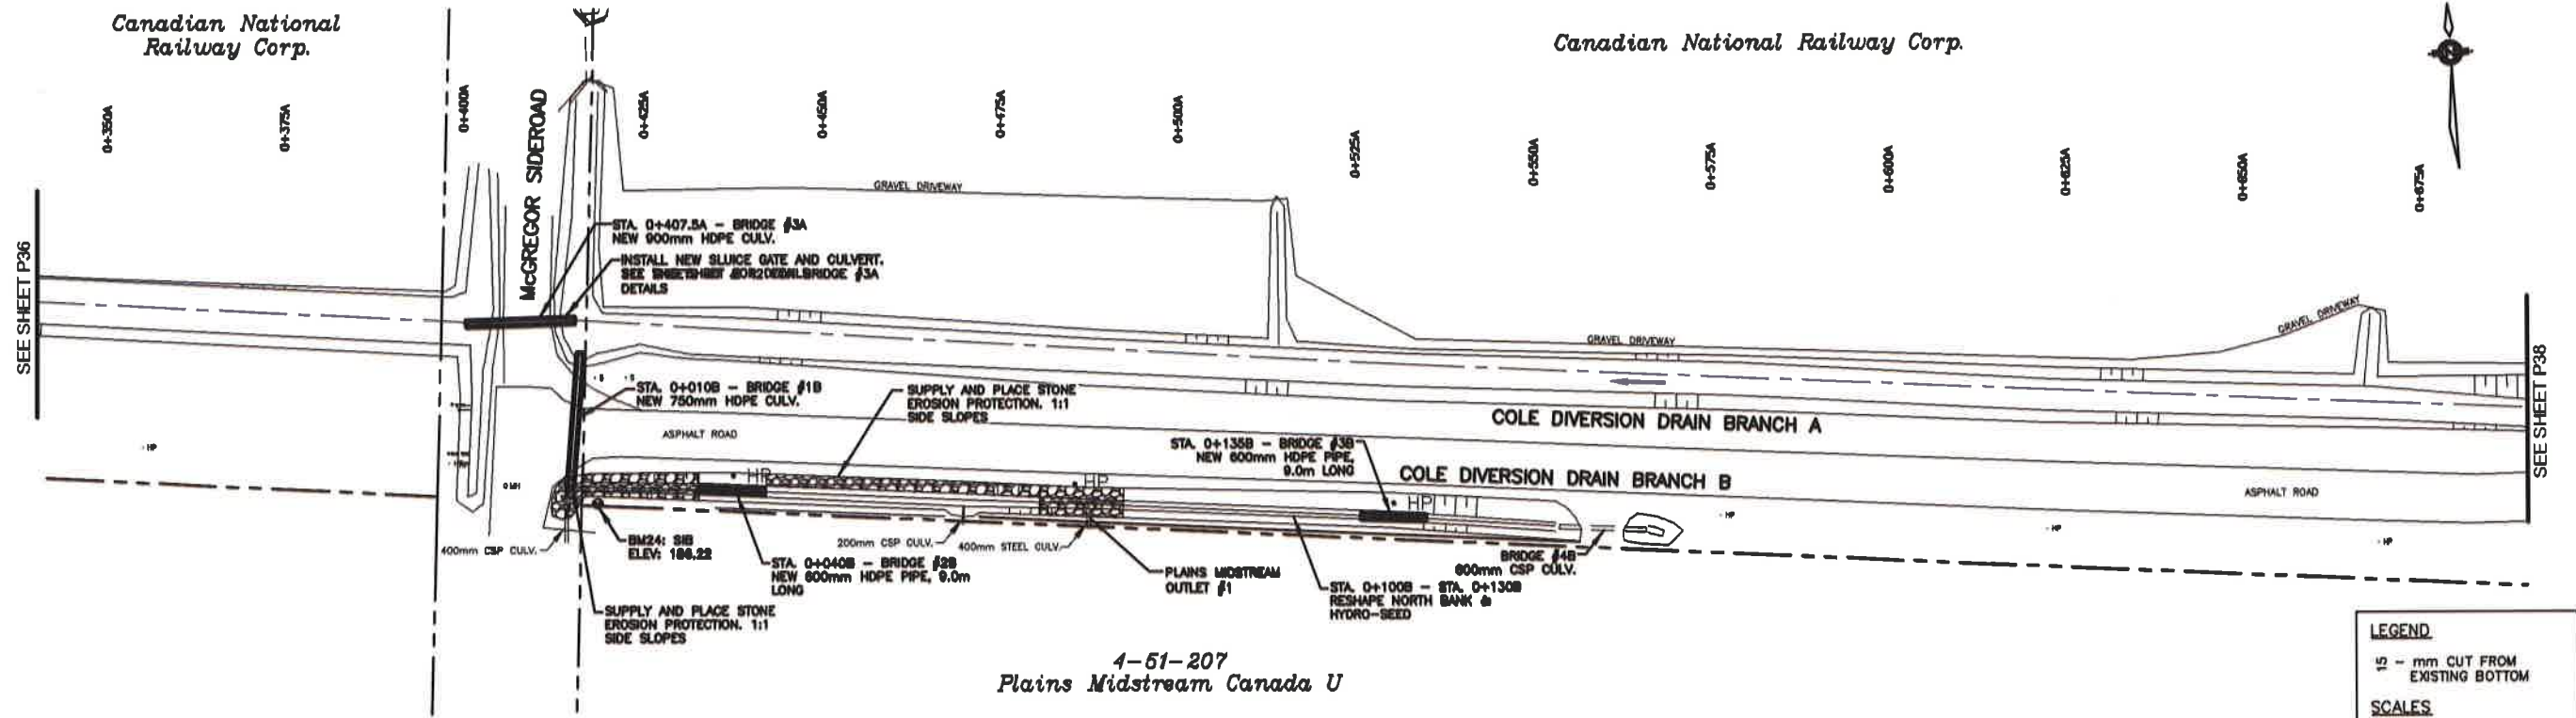 Canadian National
Railway Corp.
Canadian National Railway Corp.
0+350A
0+375A
0+400A
0+425A
0+450A
0+475A
0+500A
0+525A
0+550A
0+575A
0+600A
0+625A
0+650A
0+675A
McGREGOR SIDEROAD
SEE SHEET P36
SEE SHEET P38
GRAVEL DRIVEWAY
STA. 0+407.5A - BRIDGE #3A
NEW 900mm HDPE CULV.
INSTALL NEW SLUICE GATE AND CULVERT.
SEE BRIDGE #3A
DETAILS
GRAVEL DRIVEWAY
GRAVEL DRIVEWAY
STA. 0+010B - BRIDGE #1B
NEW 750mm HDPE CULV.
SUPPLY AND PLACE STONE
EROSION PROTECTION. 1:1
SIDE SLOPES
ASPHALT ROAD
COLE DIVERSION DRAIN BRANCH A
STA. 0+135B - BRIDGE #3B
NEW 600mm HDPE PIPE,
9.0m LONG
COLE DIVERSION DRAIN BRANCH B
ASPHALT ROAD
HP
HP
HP
HP
HP
HP
HP
MH
400mm CSP CULV.
BM24: SIB
ELEV: 186.22
200mm CSP CULV.
400mm STEEL CULV.
STA. 0+040B - BRIDGE #2B
NEW 600mm HDPE PIPE, 9.0m
LONG
PLAINS MIDSTREAM
OUTLET #1
BRIDGE #4B
600mm CSP CULV.
STA. 0+100B - STA. 0+130B
RESHAPE NORTH BANK &
HYDRO-SEED
SUPPLY AND PLACE STONE
EROSION PROTECTION. 1:1
SIDE SLOPES
4-51-207
Plains Midstream Canada U
LEGEND
15 - mm CUT FROM
EXISTING BOTTOM
SCALES